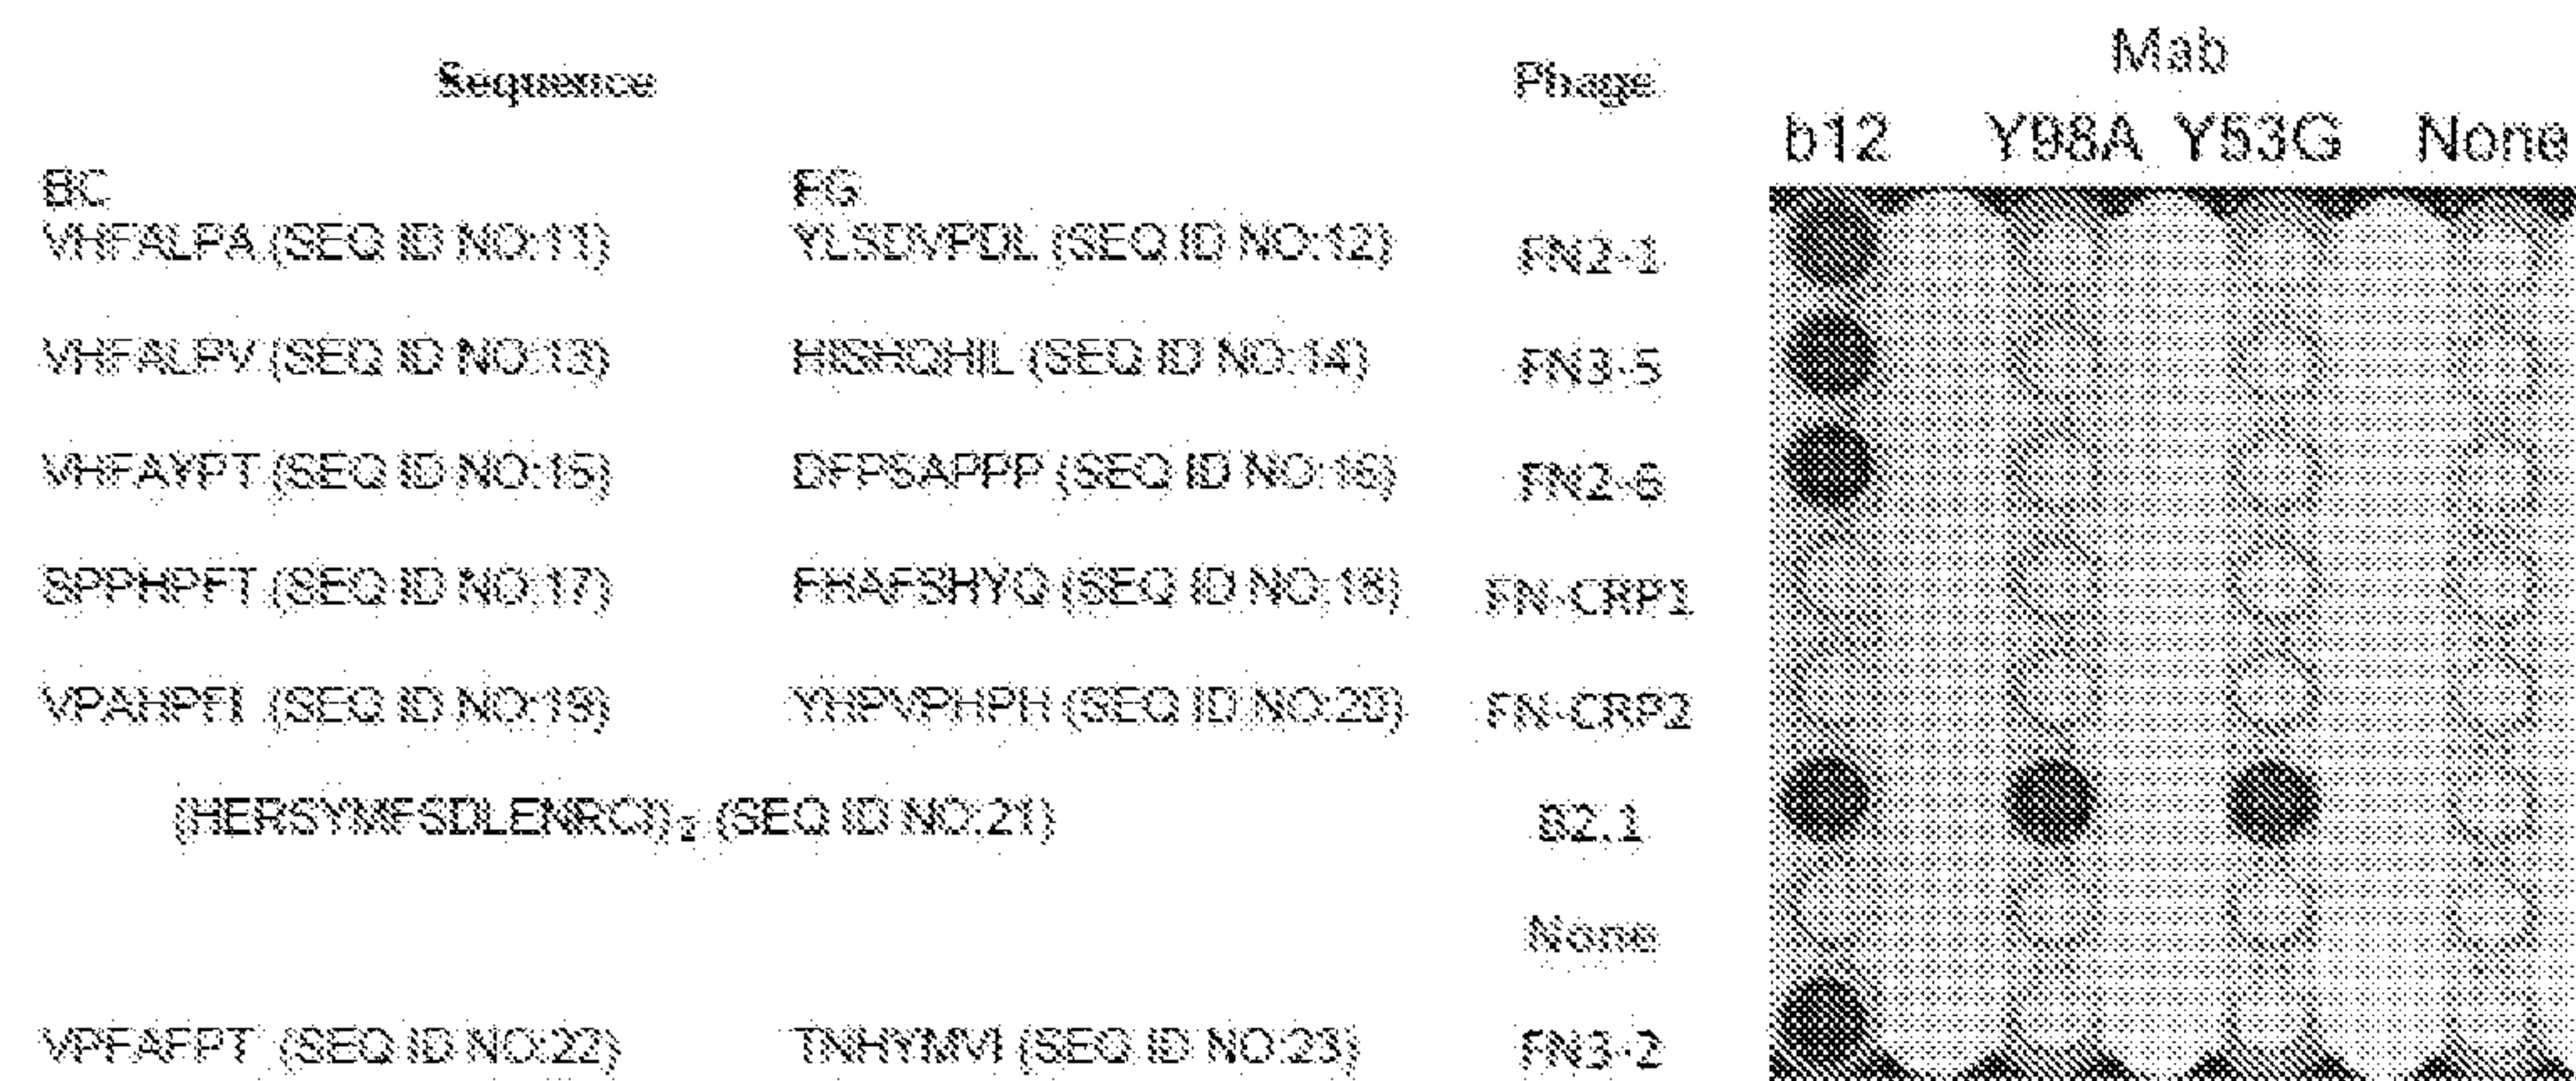 Mab
Sequence Phage
b12 Y98A Y53G None
BC FG
VHFALPA (SEQ ID NO:11) YLSDVPDL (SEQ ID NO:12) FN2-1
VHFALPV (SEQ ID NO:13) HISHQHIL (SEQ ID NO:14) FN3-5
VHFAYPT (SEQ ID NO:15) DFPSAPPP (SEQ ID NO:16) FN2-6
SPPHPFT (SEQ ID NO:17) FHAFSHYQ (SEQ ID NO:18) FN-CRP1
VPAHPFI (SEQ ID NO:19) YHPVPHPH (SEQ ID NO:20) FN-CRP2
(HERSYMFSDLENRCI)2 (SEQ ID NO:21) B2.1
None
VPFAFPT (SEQ ID NO:22) TNHYMVI (SEQ ID NO:23) FN3-2